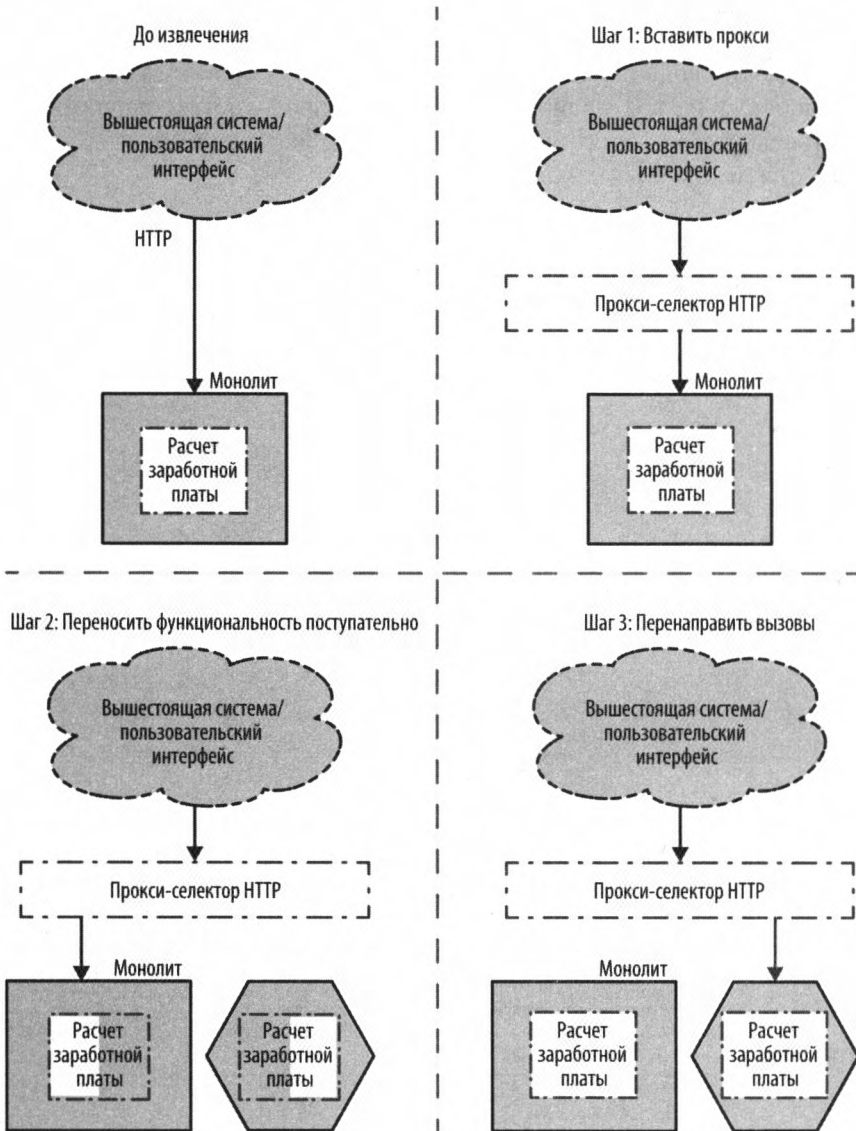 До извлечения
Вышестоящая система/
пользовательский
интерфейс
HTTP
Монолит
Расчет
заработной
платы
Шаг 1: Вставить прокси
Вышестоящая система/
пользовательский
интерфейс
Прокси-селектор HTTP
Монолит
Расчет
заработной
платы
Шаг 2: Переносить функциональность поступательно
Вышестоящая система/
пользовательский
интерфейс
Прокси-селектор HTTP
Монолит
Расчет
заработной
платы
Расчет
заработной
платы
Шаг 3: Перенаправить вызовы
Вышестоящая система/
пользовательский
интерфейс
Прокси-селектор HTTP
Монолит
Расчет
заработной
платы
Расчет
заработной
платы